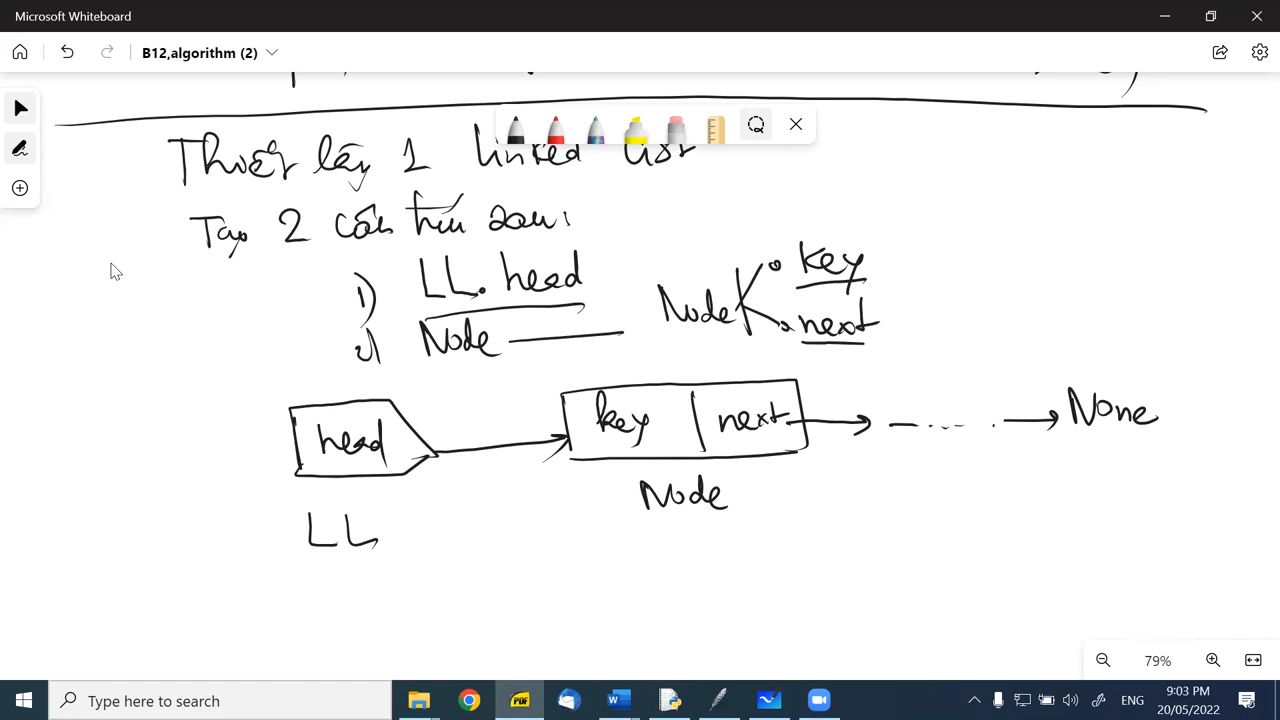 Microsoft Whiteboard
B12,algorithm (2)
Thiết lập 1 linked list
Tạo 2 cấu trúc sau:
1) LL. head
2) Node
Node
key
next
head
key next
None
Node
LL
79%
Type here to search
ENG
9:03 PM
20/05/2022